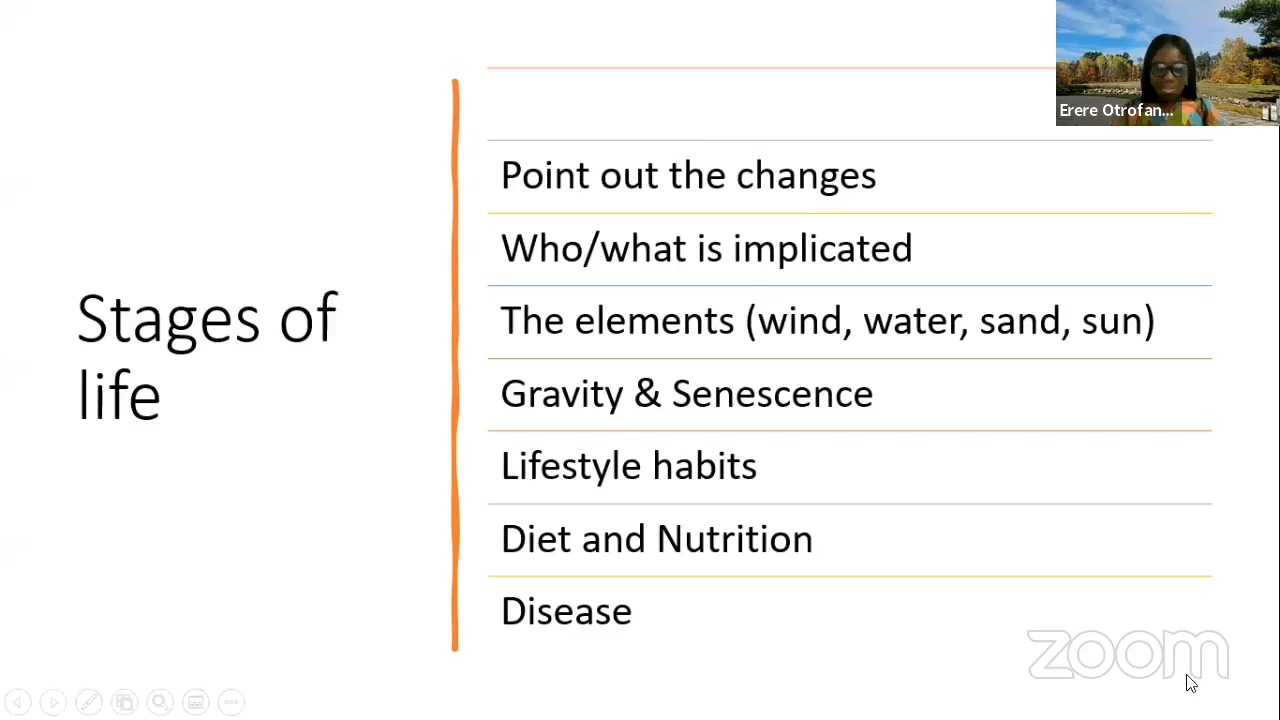 Erere Otrofan...
Stages of
life
Point out the changes
Who/what is implicated
The elements (wind, water, sand, sun)
Gravity & Senescence
Lifestyle habits
Diet and Nutrition
Disease
zoom